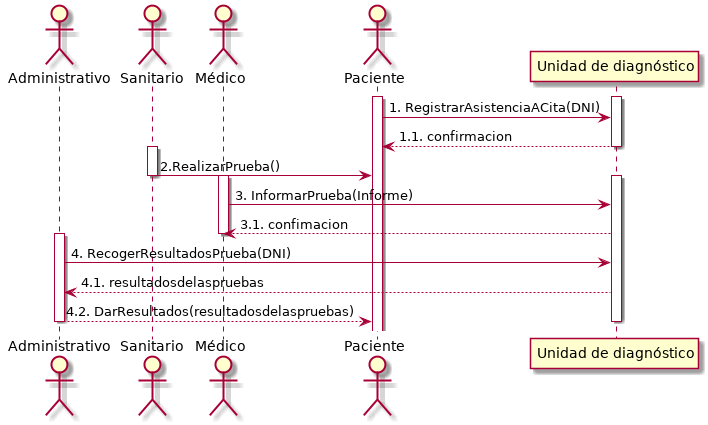 Administrativo Sanitario Médico Paciente Unidad de diagnóstico
1. RegistrarAsistenciaACita(DNI)
1.1. confirmacion
2.RealizarPrueba()
3. InformarPrueba(Informe)
3.1. confimacion
4. RecogerResultadosPrueba(DNI)
4.1. resultadosdelaspruebas
4.2. DarResultados(resultadosdelaspruebas)
Administrativo Sanitario Médico Paciente Unidad de diagnóstico